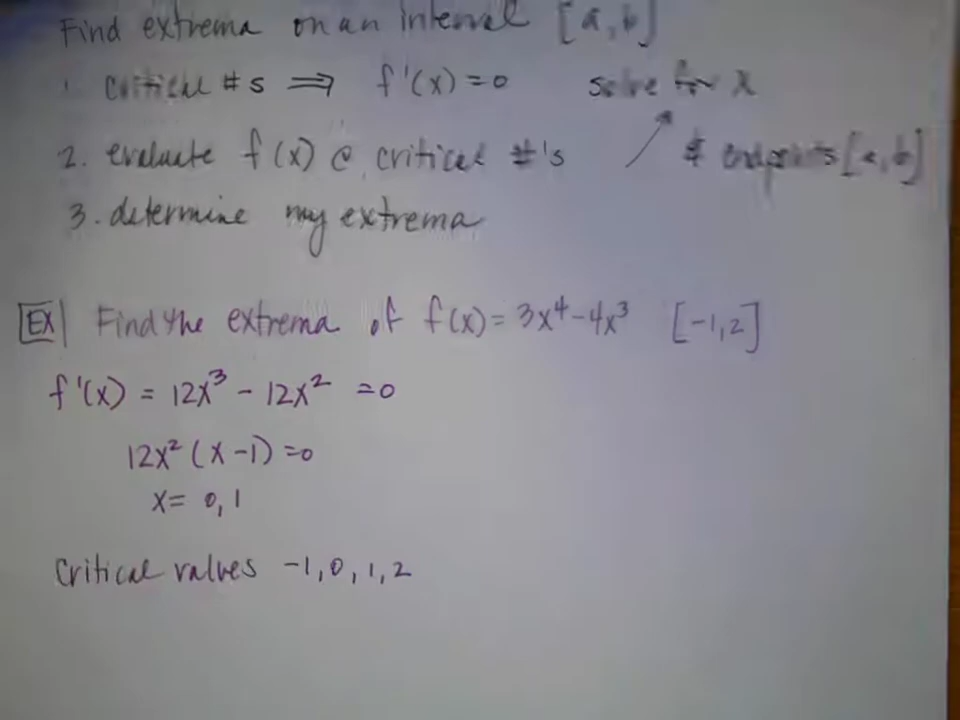 Find extrema on an interval [a,b]
1. critical #s ⇒ f'(x)=0 solve for x
2. evaluate f(x) @ critical #'s ↗ & endpoints [a,b]
3. determine my extrema
EX Find the extrema of f(x)=3x⁴-4x³ [-1,2]
f'(x) = 12x³ - 12x² =0
12x² (x-1)=0
x= 0,1
Critical values -1,0,1,2